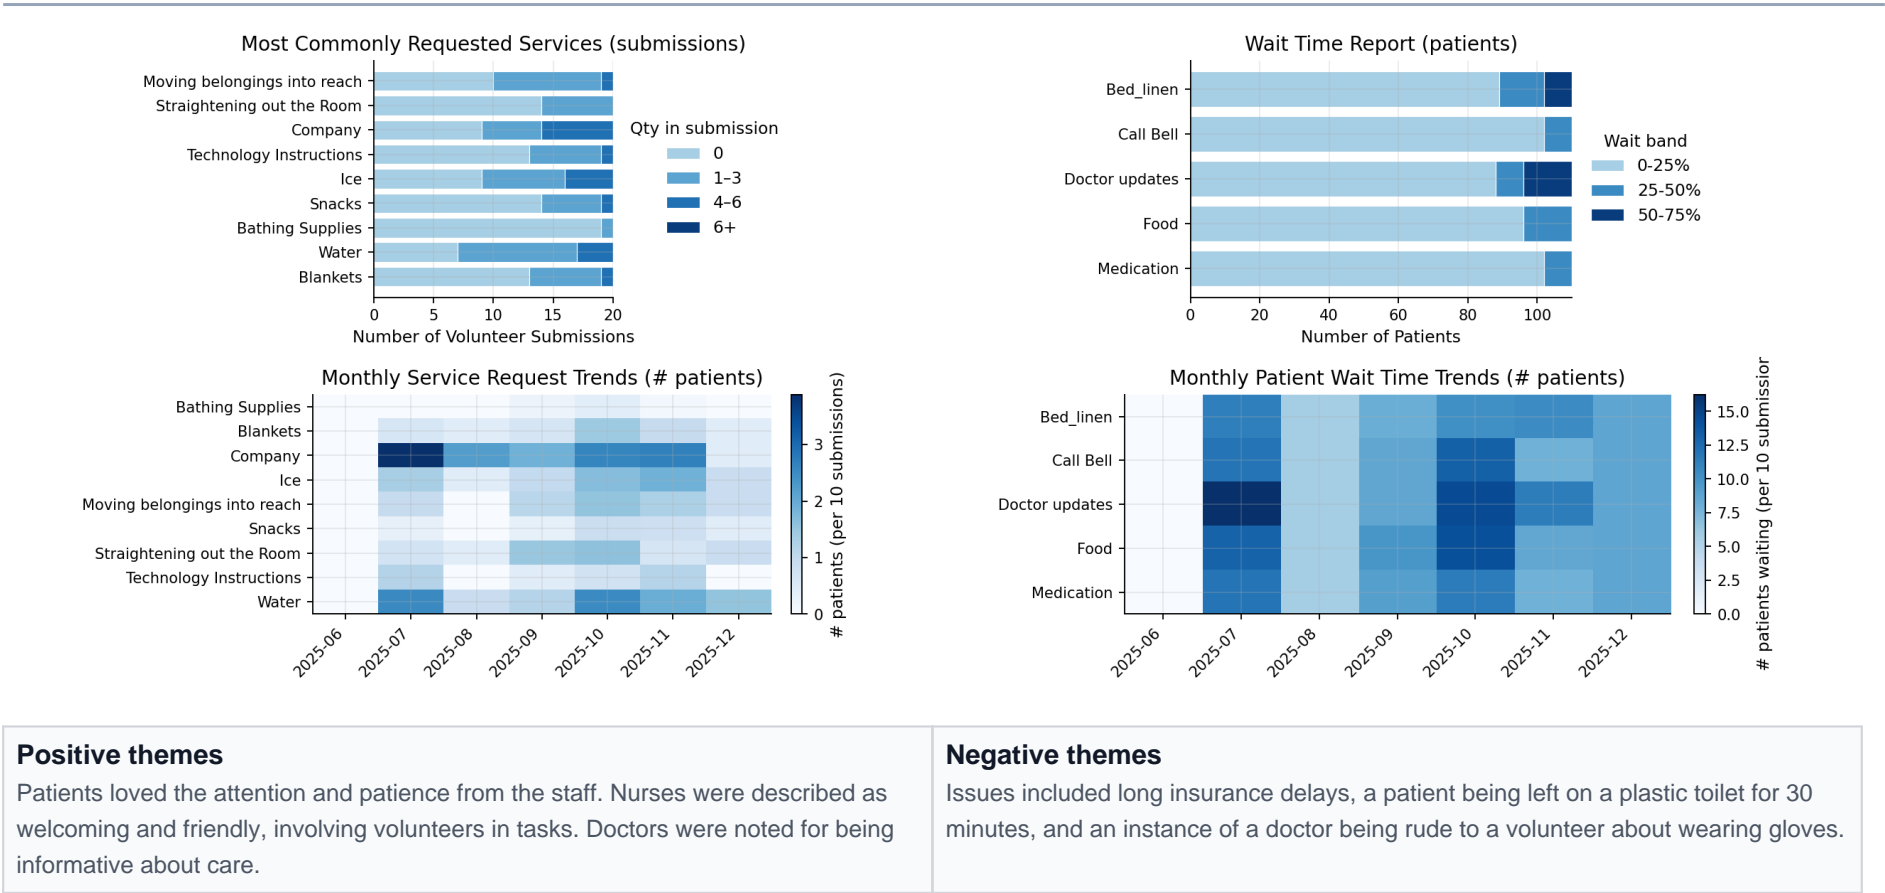 Most Commonly Requested Services (submissions)
Moving belongings into reach
Straightening out the Room
Company
Technology Instructions
Ice
Snacks
Bathing Supplies
Water
Blankets
0 5 10 15 20
Number of Volunteer Submissions
Qty in submission
0
1–3
4–6
6+
Wait Time Report (patients)
Bed_linen
Call Bell
Doctor updates
Food
Medication
0 20 40 60 80 100
Number of Patients
Wait band
0-25%
25-50%
50-75%
Monthly Service Request Trends (# patients)
Bathing Supplies
Blankets
Company
Ice
Moving belongings into reach
Snacks
Straightening out the Room
Technology Instructions
Water
2025-06 2025-07 2025-08 2025-09 2025-10 2025-11 2025-12
3
2
1
0
# patients (per 10 submissions)
Monthly Patient Wait Time Trends (# patients)
Bed_linen
Call Bell
Doctor updates
Food
Medication
2025-06 2025-07 2025-08 2025-09 2025-10 2025-11 2025-12
15.0
12.5
10.0
7.5
5.0
2.5
0.0
# patients waiting (per 10 submission
Positive themes
Patients loved the attention and patience from the staff. Nurses were described as
welcoming and friendly, involving volunteers in tasks. Doctors were noted for being
informative about care.
Negative themes
Issues included long insurance delays, a patient being left on a plastic toilet for 30
minutes, and an instance of a doctor being rude to a volunteer about wearing gloves.